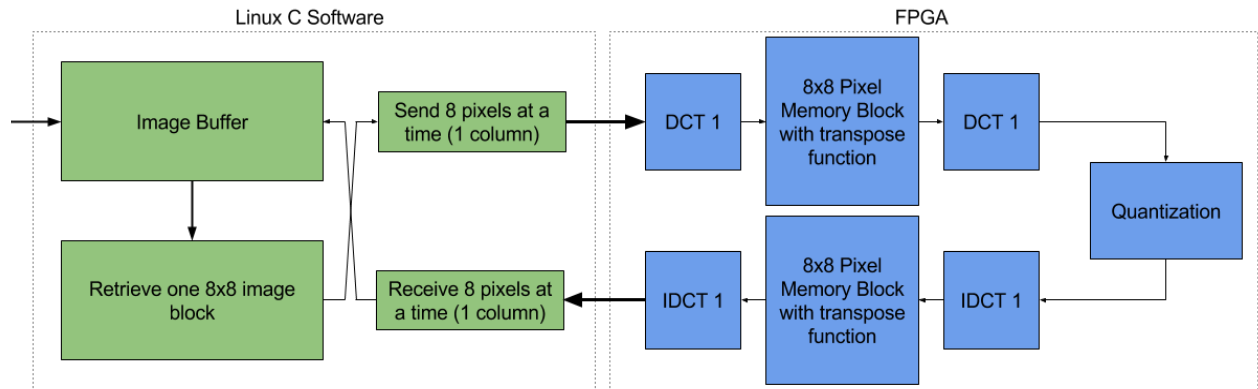 Linux C Software
FPGA
Image Buffer
Send 8 pixels at a
time (1 column)
DCT 1
8x8 Pixel
Memory Block
with transpose
function
DCT 1
Quantization
Retrieve one 8x8 image
block
Receive 8 pixels at
a time (1 column)
IDCT 1
8x8 Pixel
Memory Block
with transpose
function
IDCT 1